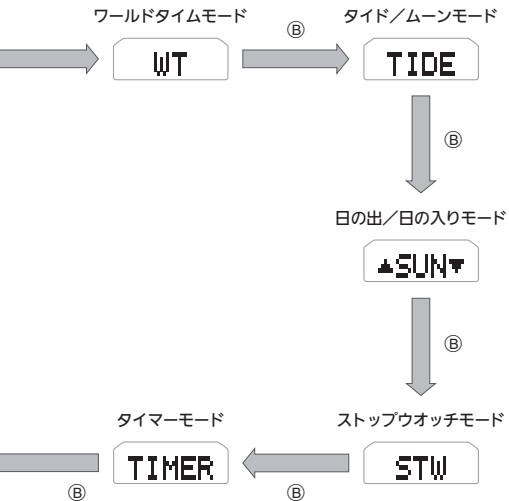 ワールドタイムモード
WT
Ⓑ
タイド／ムーンモード
TIDE
Ⓑ
日の出／日の入りモード
▲SUN▼
Ⓑ
ストップウオッチモード
STW
Ⓑ
タイマーモード
TIMER
Ⓑ